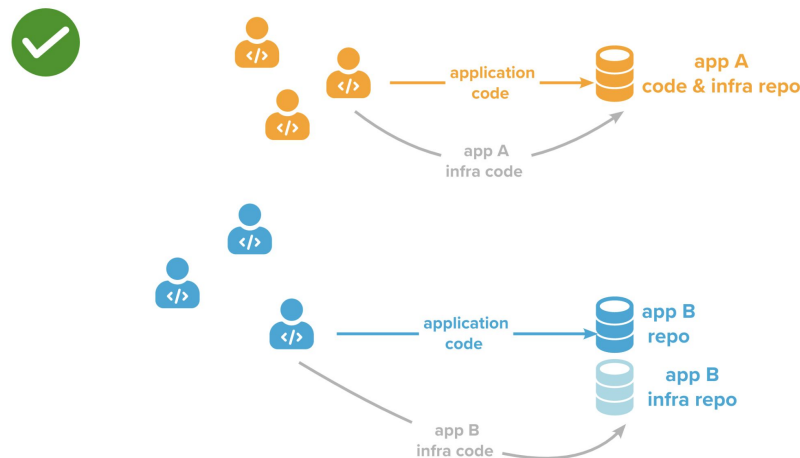 </>
</>
</>
application
code
app A
code & infra repo
app A
infra code
</>
</>
</>
application
code
app B
repo
app B
infra repo
app B
infra code